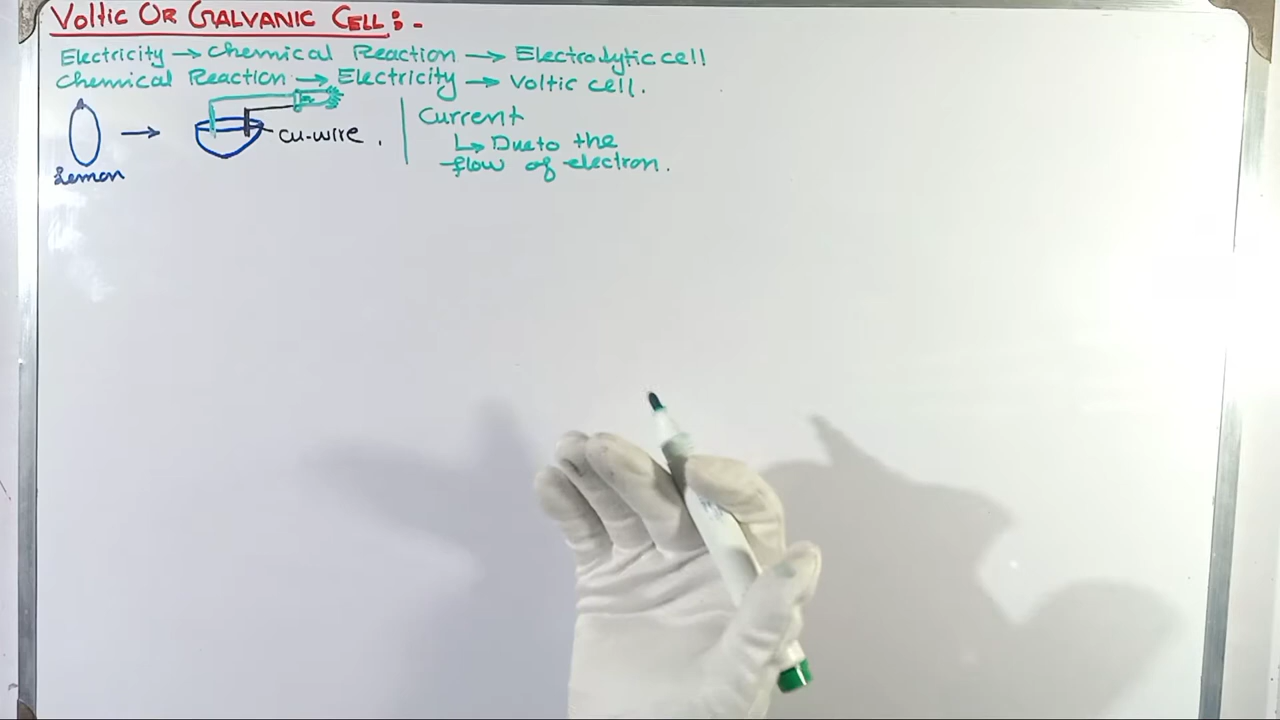 Voltic OR GALVANIC CELL:-
Electricity → Chemical Reaction → Electrolytic cell
Chemical Reaction → Electricity → Voltic cell.
Lemon
cu-wire.
Current
↳ Due to the
flow of electron.